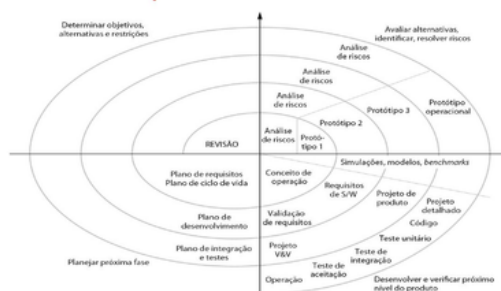 Determinar objetivos,
alternativas e restrições
Avaliar alternativas,
identificar, resolver riscos
Análise
de riscos
Análise
de riscos
Análise
de riscos
Análise
de riscos
REVISÃO
Protó-
tipo 1
Protótipo 2
Protótipo 3
Protótipo
operacional
Simulações, modelos, benchmarks
Plano de requisitos
Plano de ciclo de vida
Conceito de
operação
Requisitos
de S/W
Projeto de
produto
Projeto
detalhado
Plano de
desenvolvimento
Validação
de requisitos
Código
Teste unitário
Plano de integração
e testes
Projeto
V&V
Teste de
integração
Teste de
aceitação
Operação
Planejar próxima fase
Desenvolver e verificar próximo
nível do produto